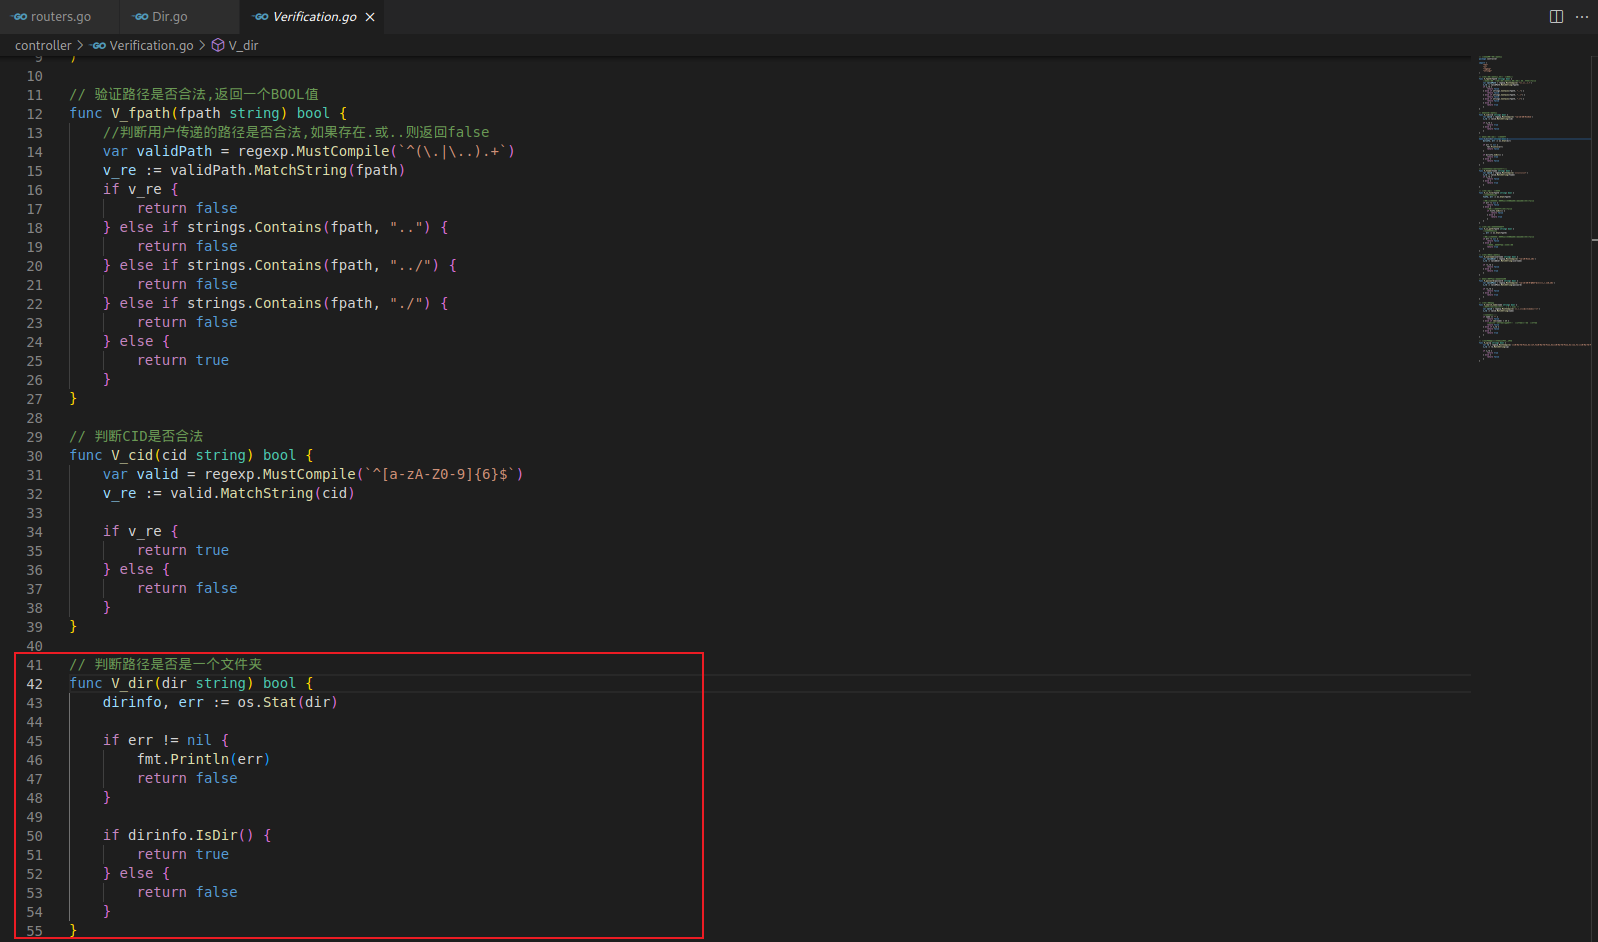 routers.go Dir.go Verification.go
controller > Verification.go > V_dir
9 )
10
11 // 验证路径是否合法,返回一个BOOL值
12 func V_fpath(fpath string) bool {
13 //判断用户传递的路径是否合法,如果存在.或..则返回false
14 var validPath = regexp.MustCompile(`^(\.|\..).+`)
15 v_re := validPath.MatchString(fpath)
16 if v_re {
17 return false
18 } else if strings.Contains(fpath, "..") {
19 return false
20 } else if strings.Contains(fpath, "../") {
21 return false
22 } else if strings.Contains(fpath, "./") {
23 return false
24 } else {
25 return true
26 }
27 }
28
29 // 判断CID是否合法
30 func V_cid(cid string) bool {
31 var valid = regexp.MustCompile(`^[a-zA-Z0-9]{6}$`)
32 v_re := valid.MatchString(cid)
33
34 if v_re {
35 return true
36 } else {
37 return false
38 }
39 }
40
41 // 判断路径是否是一个文件夹
42 func V_dir(dir string) bool {
43 dirinfo, err := os.Stat(dir)
44
45 if err != nil {
46 fmt.Println(err)
47 return false
48 }
49
50 if dirinfo.IsDir() {
51 return true
52 } else {
53 return false
54 }
55 }